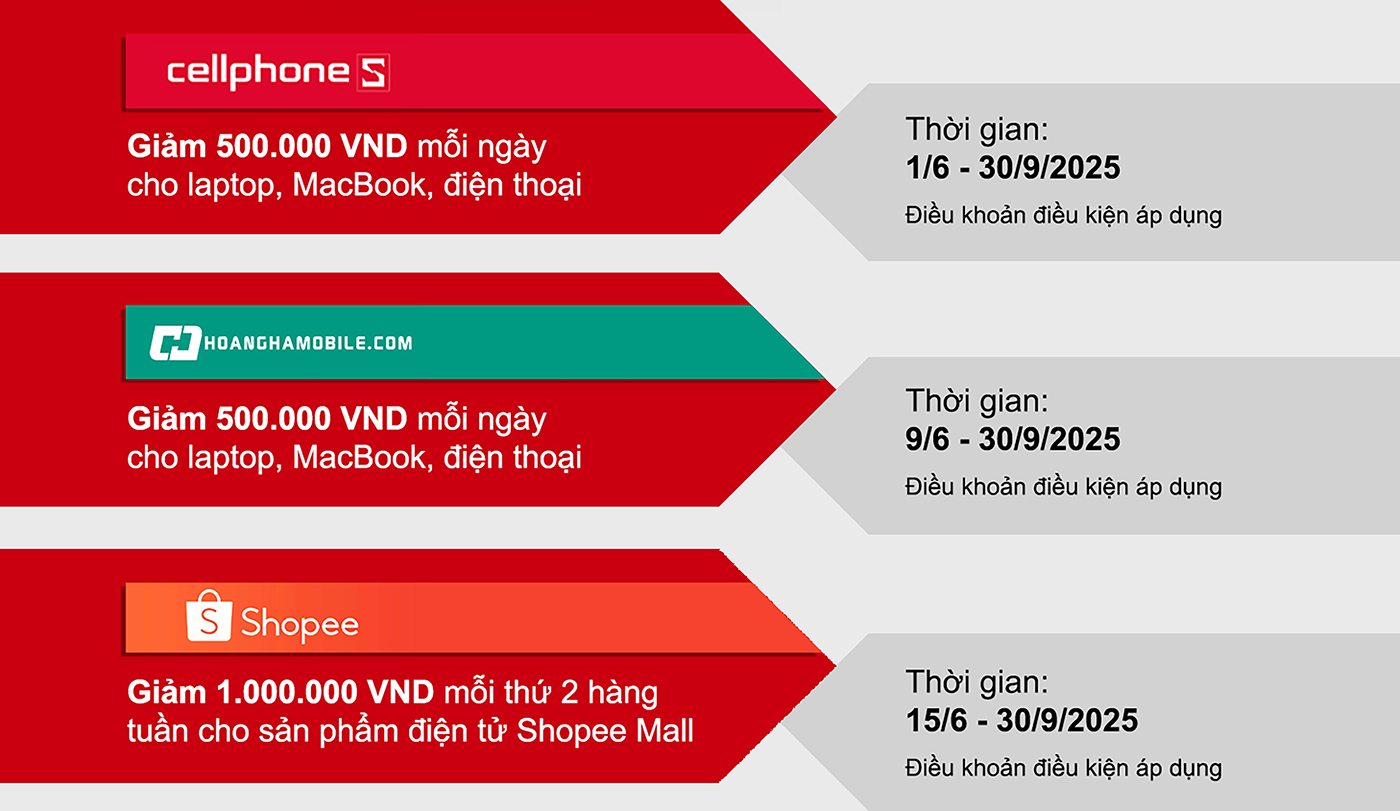 cellphoneS
Giảm 500.000 VND mỗi ngày
cho laptop, MacBook, điện thoại
Thời gian:
1/6 - 30/9/2025
Điều khoản điều kiện áp dụng
HOANGHAMOBILE.COM
Giảm 500.000 VND mỗi ngày
cho laptop, MacBook, điện thoại
Thời gian:
9/6 - 30/9/2025
Điều khoản điều kiện áp dụng
S Shopee
Giảm 1.000.000 VND mỗi thứ 2 hàng
tuần cho sản phẩm điện tử Shopee Mall
Thời gian:
15/6 - 30/9/2025
Điều khoản điều kiện áp dụng